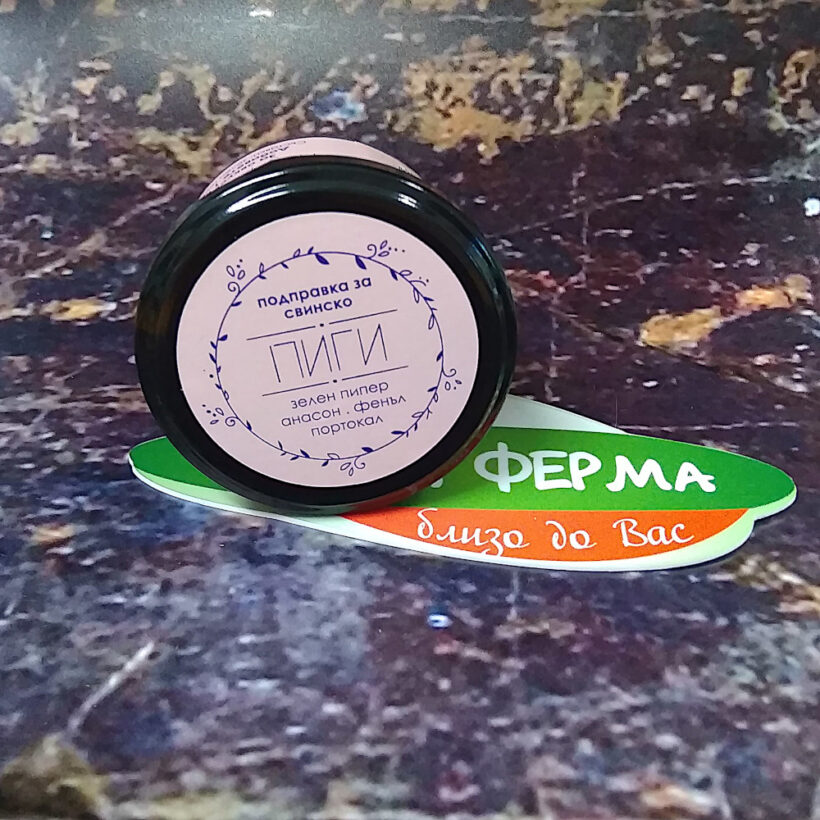 подправка за
свинско
ПИГИ
зелен пипер
анасон . фенъл
портокал
ФЕРМА
близо до Вас